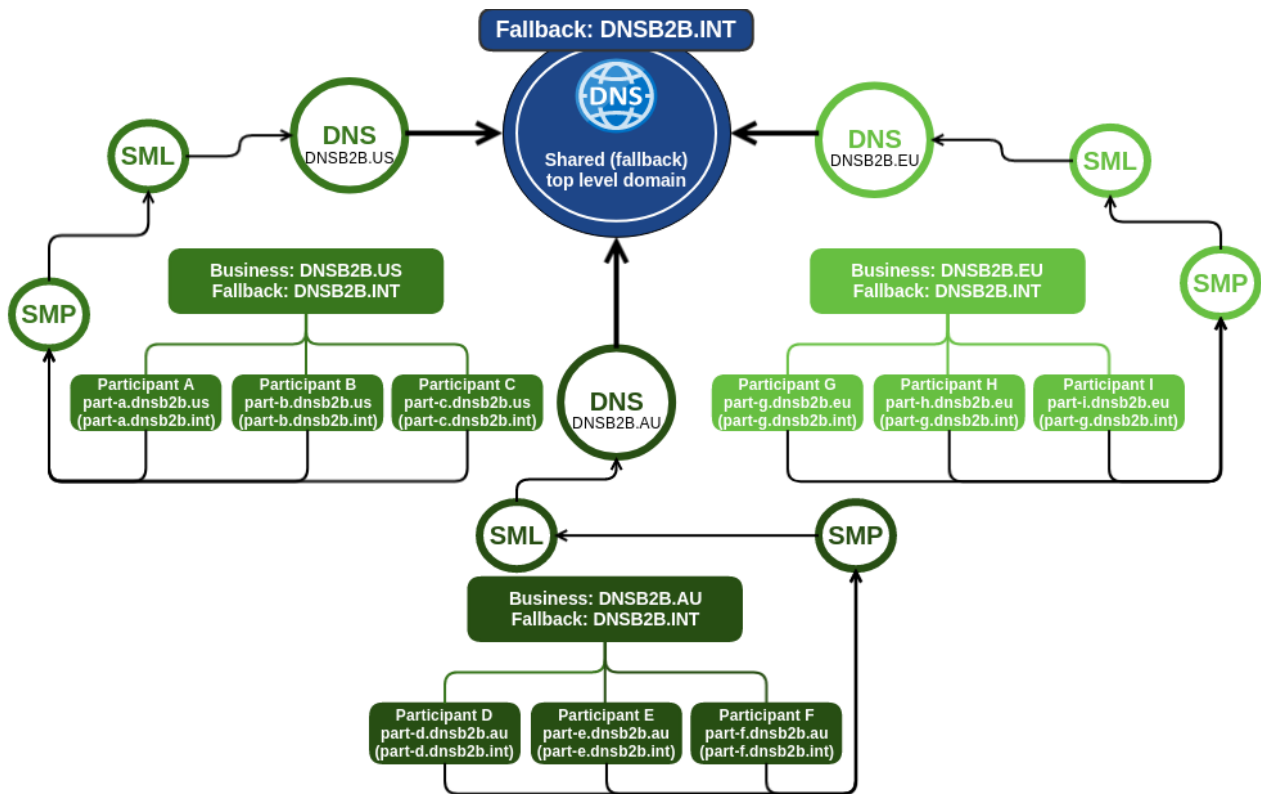 Fallback: DNSB2B.INT
DNS
Shared (fallback)
top level domain
DNS
DNSB2B.US
SML
SMP
Business: DNSB2B.US
Fallback: DNSB2B.INT
Participant A
part-a.dnsb2b.us
(part-a.dnsb2b.int)
Participant B
part-b.dnsb2b.us
(part-b.dnsb2b.int)
Participant C
part-c.dnsb2b.us
(part-c.dnsb2b.int)
DNS
DNSB2B.EU
SML
SMP
Business: DNSB2B.EU
Fallback: DNSB2B.INT
Participant G
part-g.dnsb2b.eu
(part-g.dnsb2b.int)
Participant H
part-h.dnsb2b.eu
(part-g.dnsb2b.int)
Participant I
part-i.dnsb2b.eu
(part-g.dnsb2b.int)
DNS
DNSB2B.AU
SML
SMP
Business: DNSB2B.AU
Fallback: DNSB2B.INT
Participant D
part-d.dnsb2b.au
(part-d.dnsb2b.int)
Participant E
part-e.dnsb2b.au
(part-e.dnsb2b.int)
Participant F
part-f.dnsb2b.au
(part-f.dnsb2b.int)